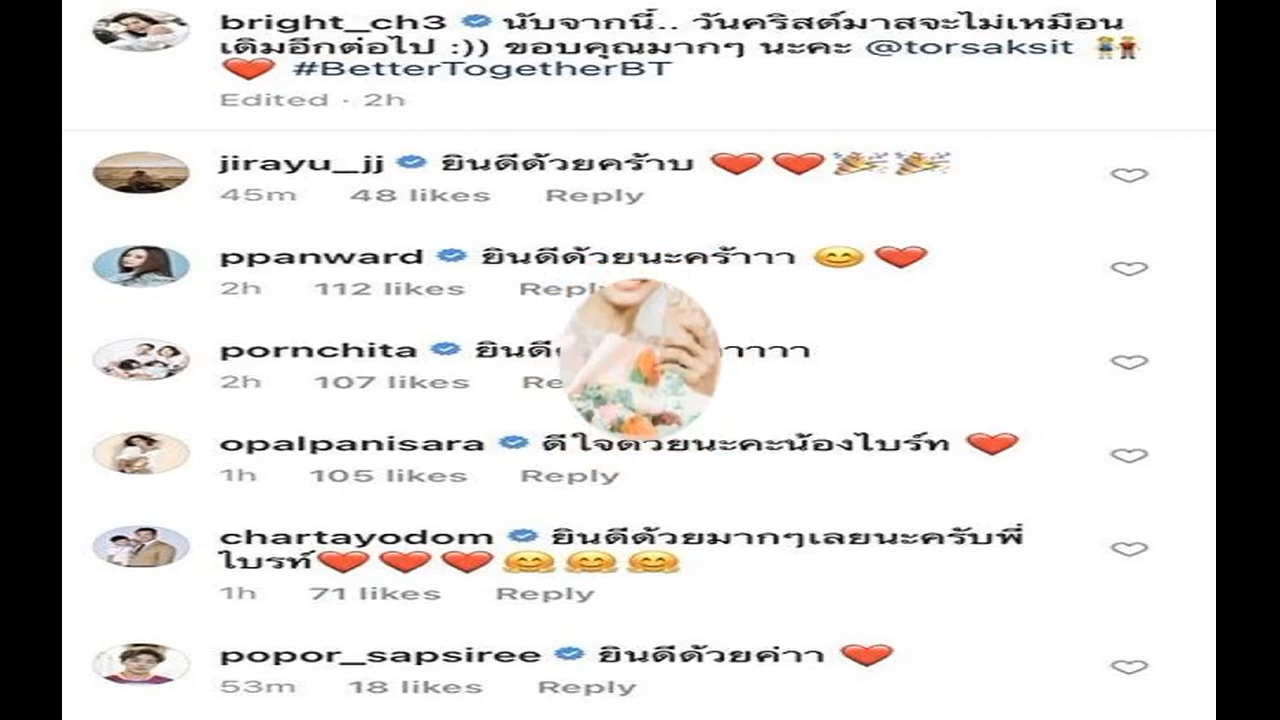 bright_ch3 นับจากนี้.. วันคริสต์มาสจะไม่เหมือน
เดิมอีกต่อไป :)) ขอบคุณมากๆ นะคะ @torsaksit 👫
❤️ #BetterTogetherBT
Edited · 2h
jirayu_jj ยินดีด้วยคร้าบ ❤️❤️🎉🎉
45m 48 likes Reply
ppanward ยินดีด้วยนะคร้าาา 😊❤️
2h 112 likes
pornchita
2h 107 likes
opalpanisara ดีใจด้วยนะคะน้องไบร์ท ❤️
1h 105 likes Reply
chartayodom ยินดีด้วยมากๆเลยนะครับพี่
ไบรท์❤️❤️❤️🤗🤗🤗
1h 71 likes Reply
popor_sapsiree ยินดีด้วยค่าา ❤️
53m 18 likes Reply